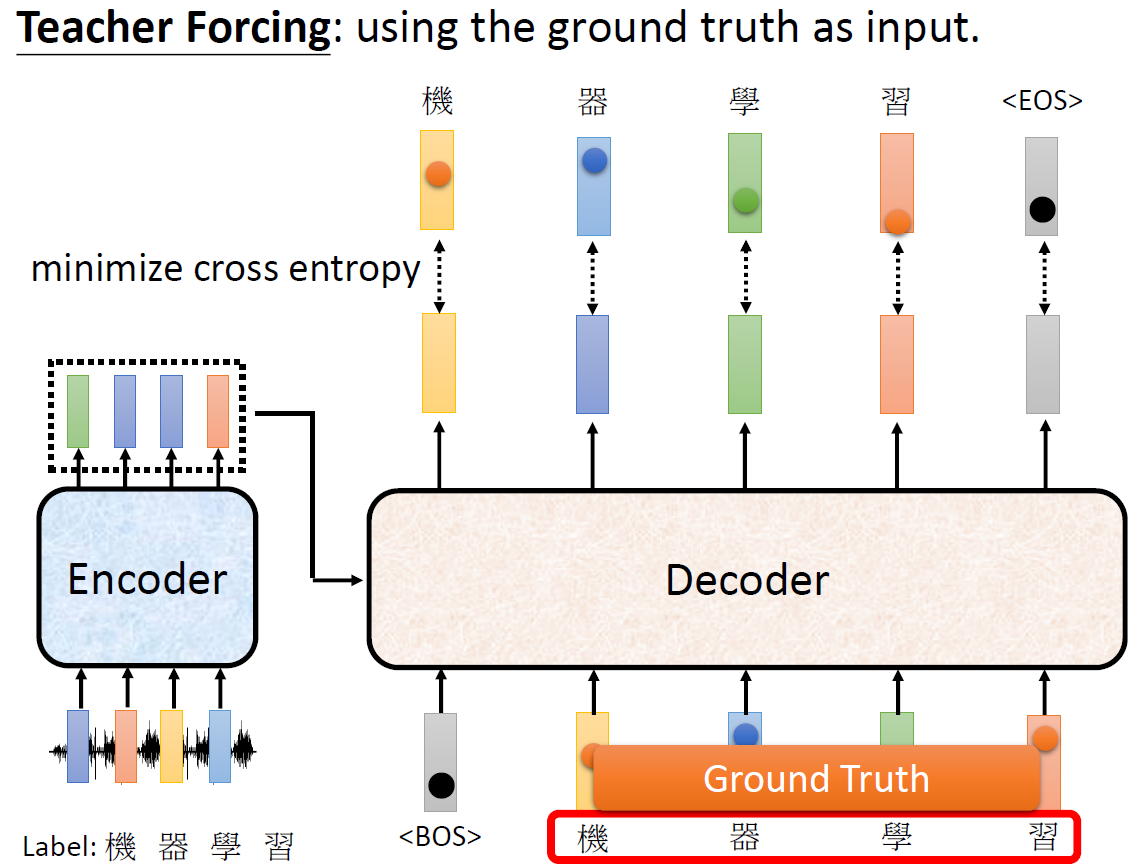 Teacher Forcing: using the ground truth as input.
機 器 學 習 <EOS>
minimize cross entropy
Encoder
Decoder
Ground Truth
Label: 機 器 學 習
<BOS> 機 器 學 習